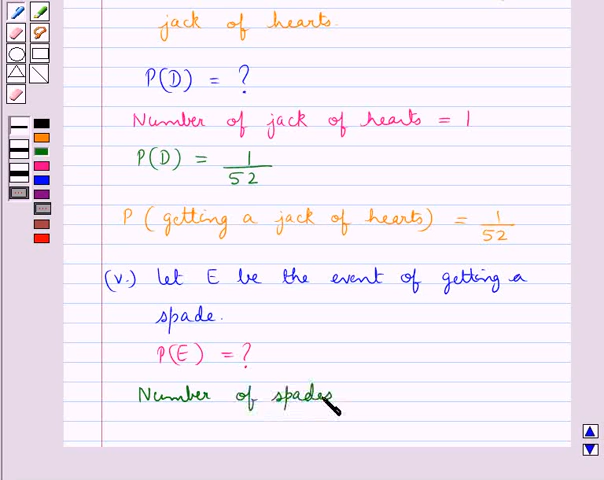 jack of hearts.
P(D) = ?
Number of jack of hearts = 1
P(D) = 1/52
P (getting a jack of hearts) = 1/52
(v.) let E be the event of getting a
spade.
P(E) = ?
Number of spades